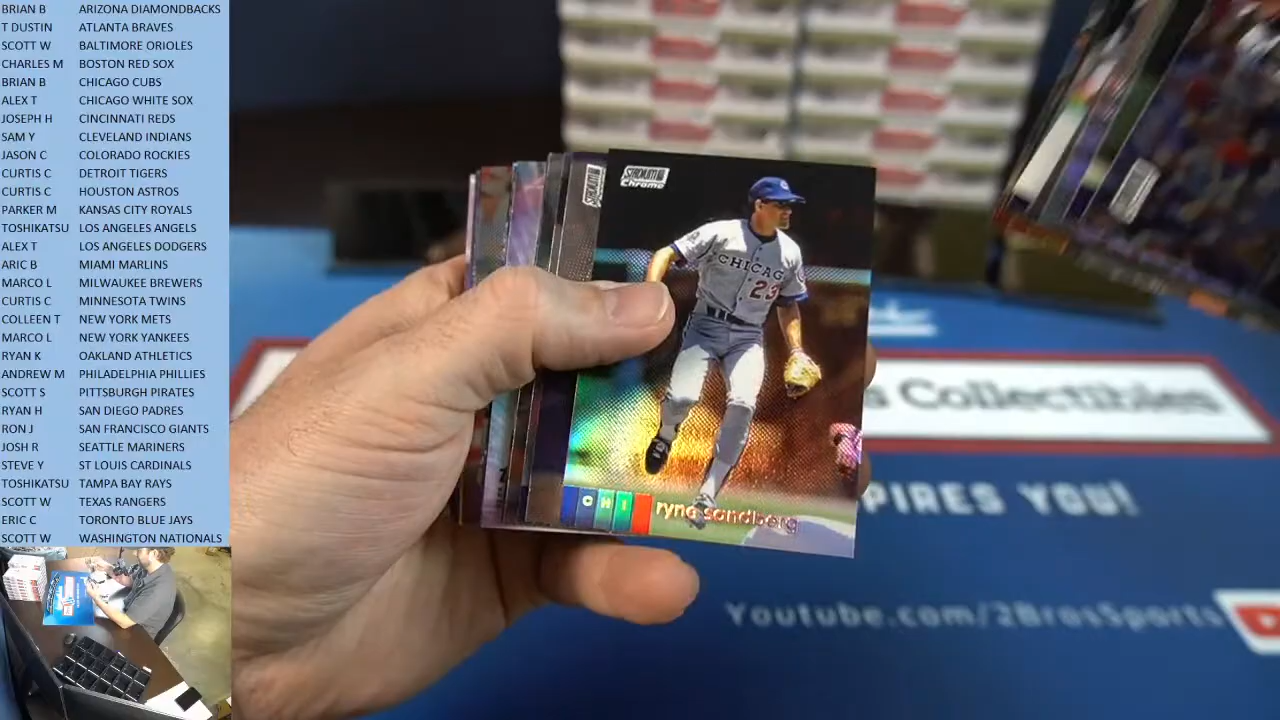 BRIAN B ARIZONA DIAMONDBACKS
T DUSTIN ATLANTA BRAVES
SCOTT W BALTIMORE ORIOLES
CHARLES M BOSTON RED SOX
BRIAN B CHICAGO CUBS
ALEX T CHICAGO WHITE SOX
JOSEPH H CINCINNATI REDS
SAM Y CLEVELAND INDIANS
JASON C COLORADO ROCKIES
CURTIS C DETROIT TIGERS
CURTIS C HOUSTON ASTROS
PARKER M KANSAS CITY ROYALS
TOSHIKATSU LOS ANGELES ANGELS
ALEX T LOS ANGELES DODGERS
ARIC B MIAMI MARLINS
MARCO L MILWAUKEE BREWERS
CURTIS C MINNESOTA TWINS
COLLEEN T NEW YORK METS
MARCO L NEW YORK YANKEES
RYAN K OAKLAND ATHLETICS
ANDREW M PHILADELPHIA PHILLIES
SCOTT S PITTSBURGH PIRATES
RYAN H SAN DIEGO PADRES
RON J SAN FRANCISCO GIANTS
JOSH R SEATTLE MARINERS
STEVE Y ST LOUIS CARDINALS
TOSHIKATSU TAMPA BAY RAYS
SCOTT W TEXAS RANGERS
ERIC C TORONTO BLUE JAYS
SCOTT W WASHINGTON NATIONALS
STADIUM
Chrome
CHICAG
23
CHI
ryne sandberg
s Collectibles
PIRES YOU!
Youtube.com/2BrosSports